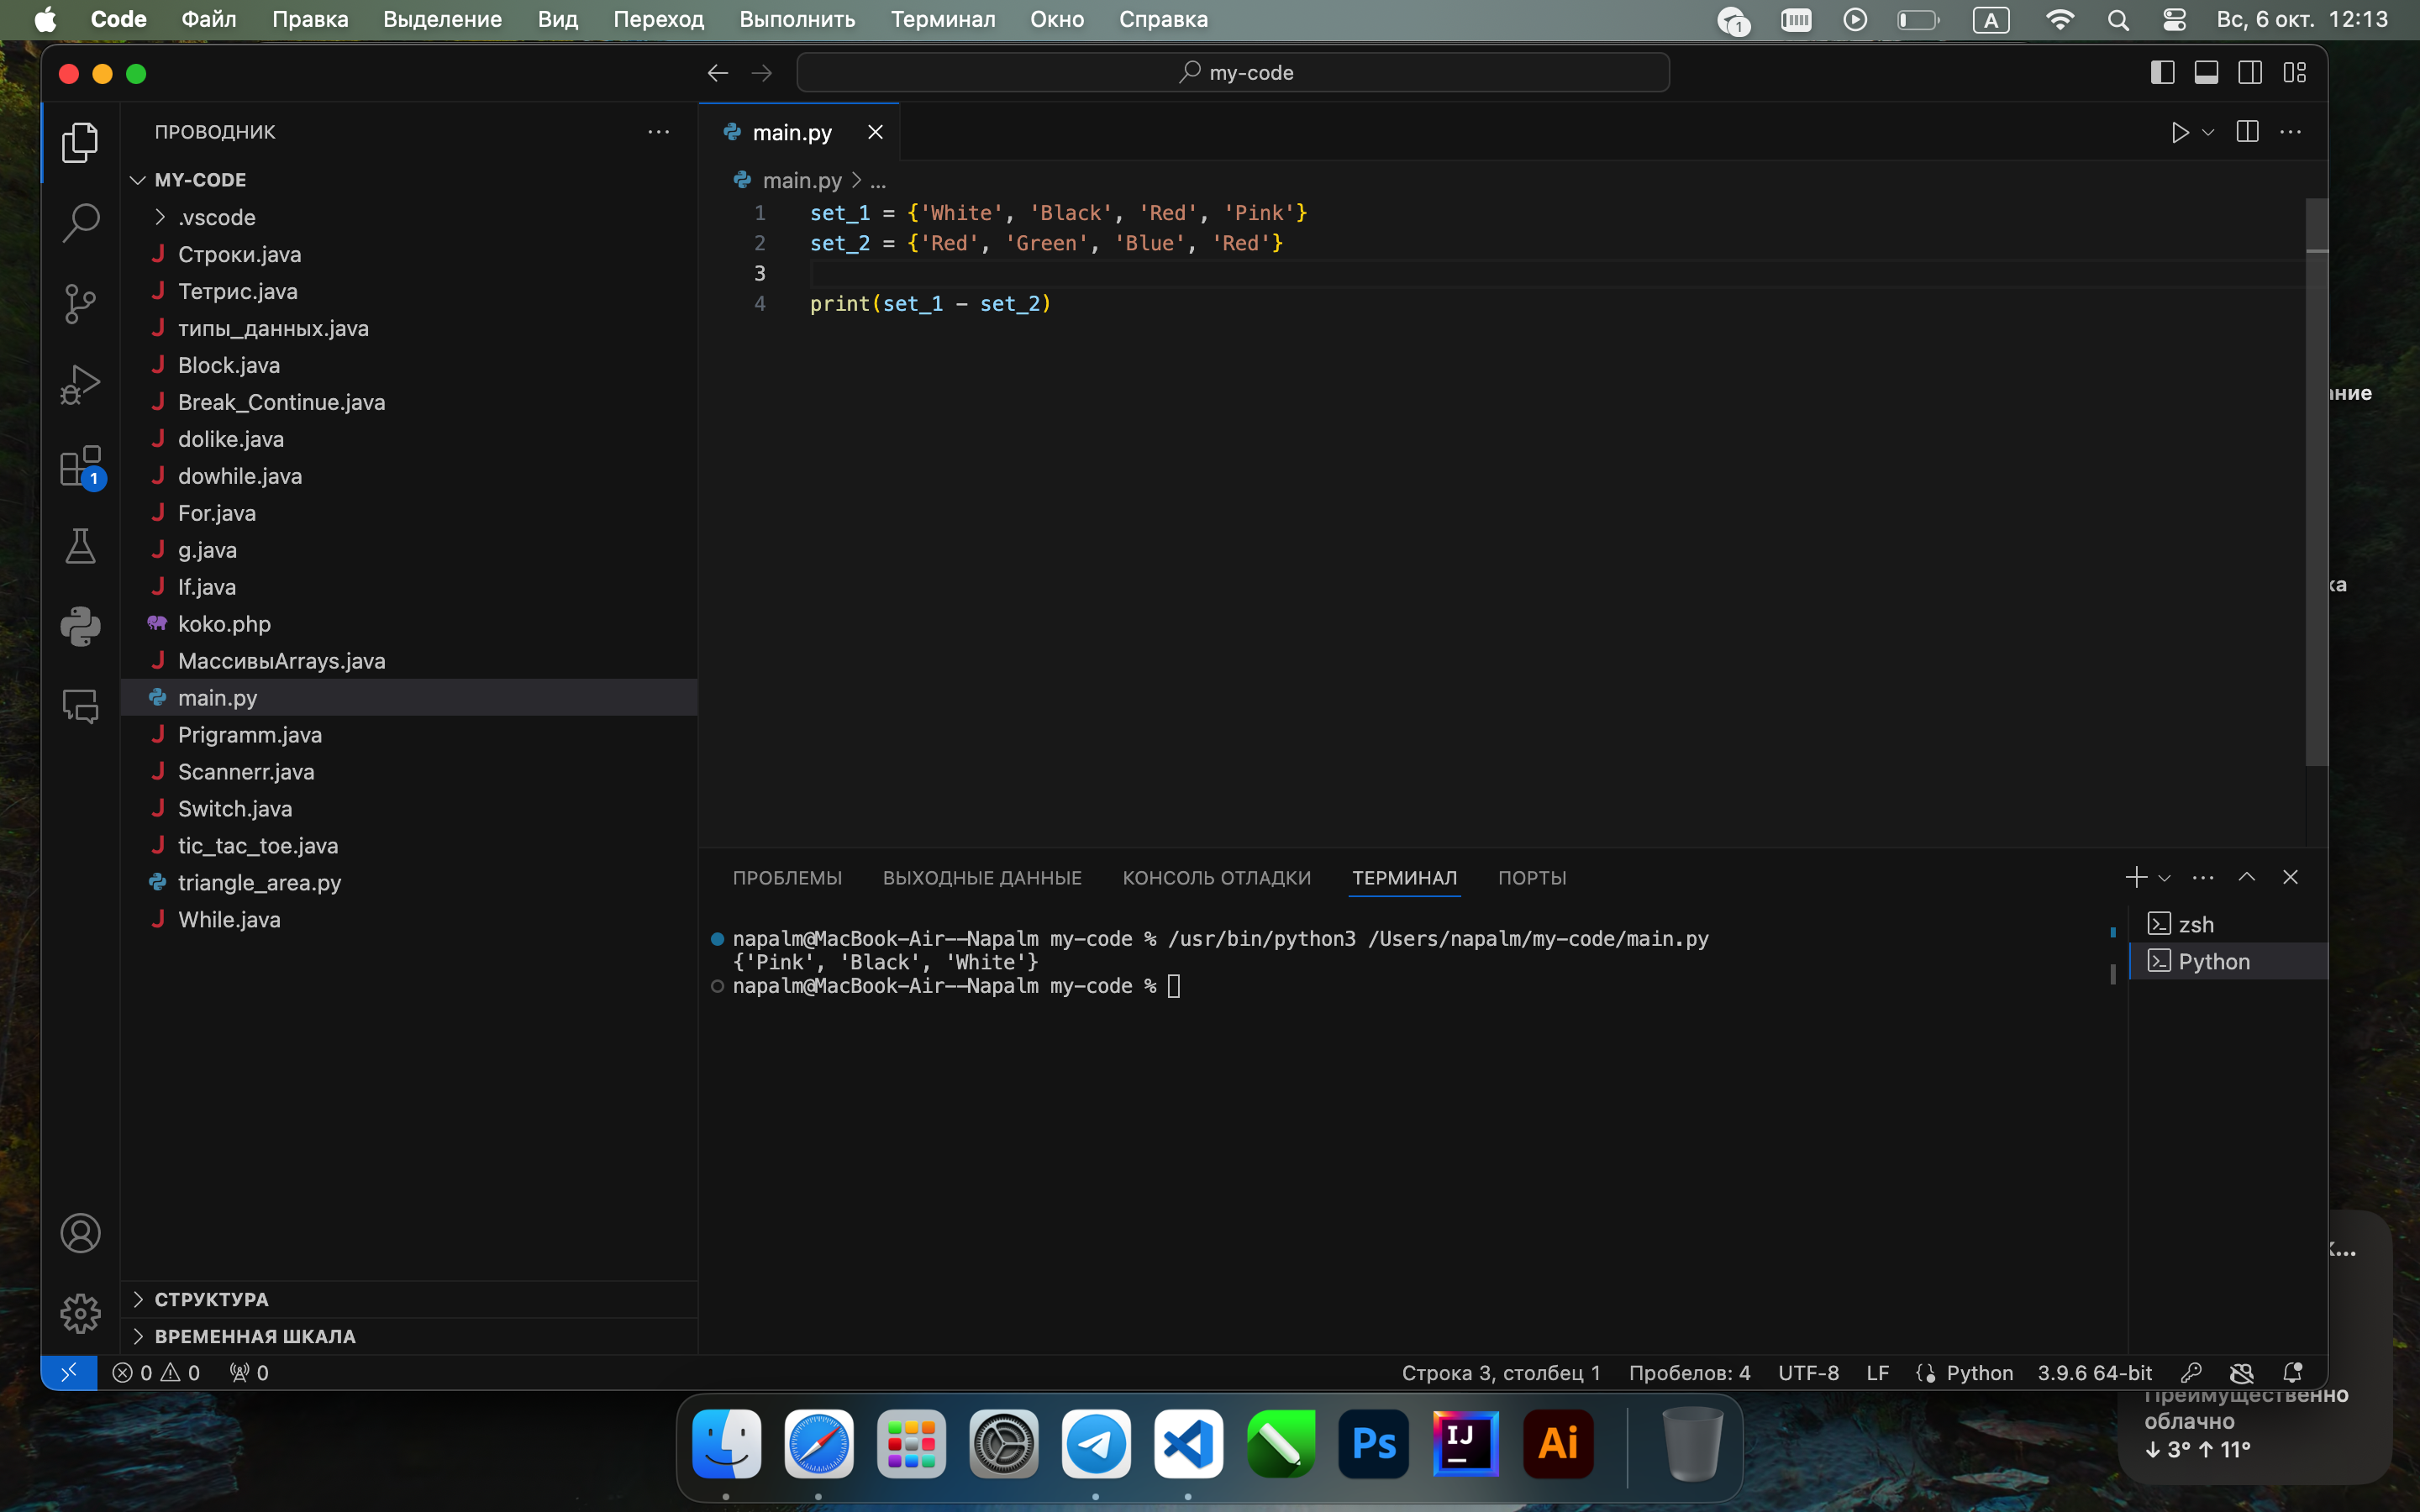 Code Файл Правка Выделение Вид Переход Выполнить Терминал Окно Справка 1 A Вс, 6 окт. 12:13
my-code
ПРОВОДНИК
MY-CODE
.vscode
Строки.java
Тетрис.java
типы_данных.java
Block.java
Break_Continue.java
dolike.java
dowhile.java
For.java
g.java
If.java
koko.php
МассивыArrays.java
main.py
Prigramm.java
Scannerr.java
Switch.java
tic_tac_toe.java
triangle_area.py
While.java
СТРУКТУРА
ВРЕМЕННАЯ ШКАЛА
1
main.py
main.py > ...
1 set_1 = {'White', 'Black', 'Red', 'Pink'}
2 set_2 = {'Red', 'Green', 'Blue', 'Red'}
3
4 print(set_1 - set_2)
ПРОБЛЕМЫ ВЫХОДНЫЕ ДАННЫЕ КОНСОЛЬ ОТЛАДКИ ТЕРМИНАЛ ПОРТЫ
napalm@MacBook-Air--Napalm my-code % /usr/bin/python3 /Users/napalm/my-code/main.py
{'Pink', 'Black', 'White'}
napalm@MacBook-Air--Napalm my-code %
zsh
Python
0 0 0 Строка 3, столбец 1 Пробелов: 4 UTF-8 LF Python 3.9.6 64-bit
Преимущественно
облачно
↓ 3° ↑ 11°
Ps IJ Ai